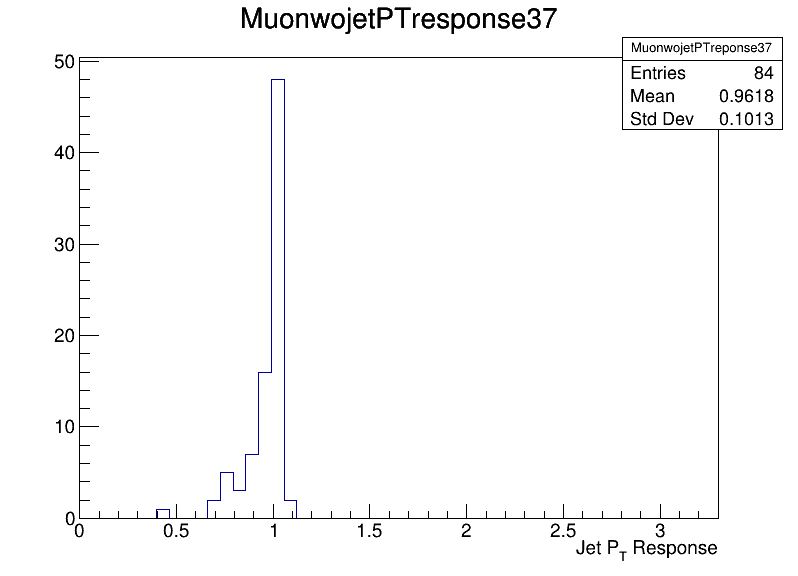 MuonwojetPTresponse37
MuonwojetPTreponse37
Entries 84
Mean 0.9618
Std Dev 0.1013
50
40
30
20
10
0
0 0.5 1 1.5 2 2.5 3
Jet P_T Response